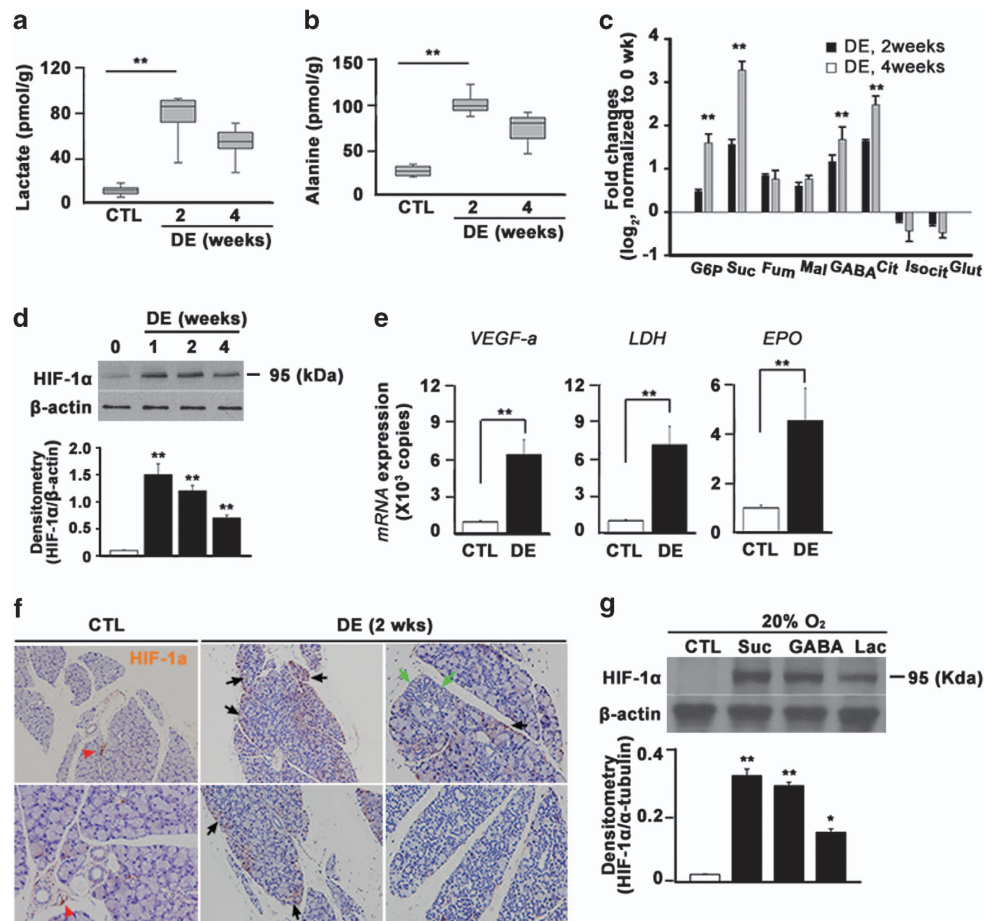 a
Lactate (pmol/g)
120
80
40
0
**
CTL
2
4
DE (weeks)
b
Alanine (pmol/g)
150
100
50
0
**
CTL
2
4
DE (weeks)
c
Fold changes
(log2, normalized to 0 wk)
4
3
2
1
0
-1
DE, 2weeks
DE, 4weeks
**
**
**
**
G6P Suc Fum Mal GABA Cit Isocit Glut
d
DE (weeks)
0 1 2 4
HIF-1α
95 (kDa)
β-actin
Densitometry
(HIF-1α/β-actin)
2.0
1.5
1.0
0.5
0
**
**
**
e
mRNA expression
(X10³ copies)
VEGF-a
12
9
6
3
0
**
CTL DE
LDH
12
9
6
3
0
**
CTL DE
EPO
6
4
2
0
**
CTL DE
f
CTL
DE (2 wks)
HIF-1a
g
20% O₂
CTL Suc GABA Lac
HIF-1α
95 (Kda)
β-actin
Densitometry
(HIF-1α/α-tubulin)
0.4
0.2
0
**
**
*